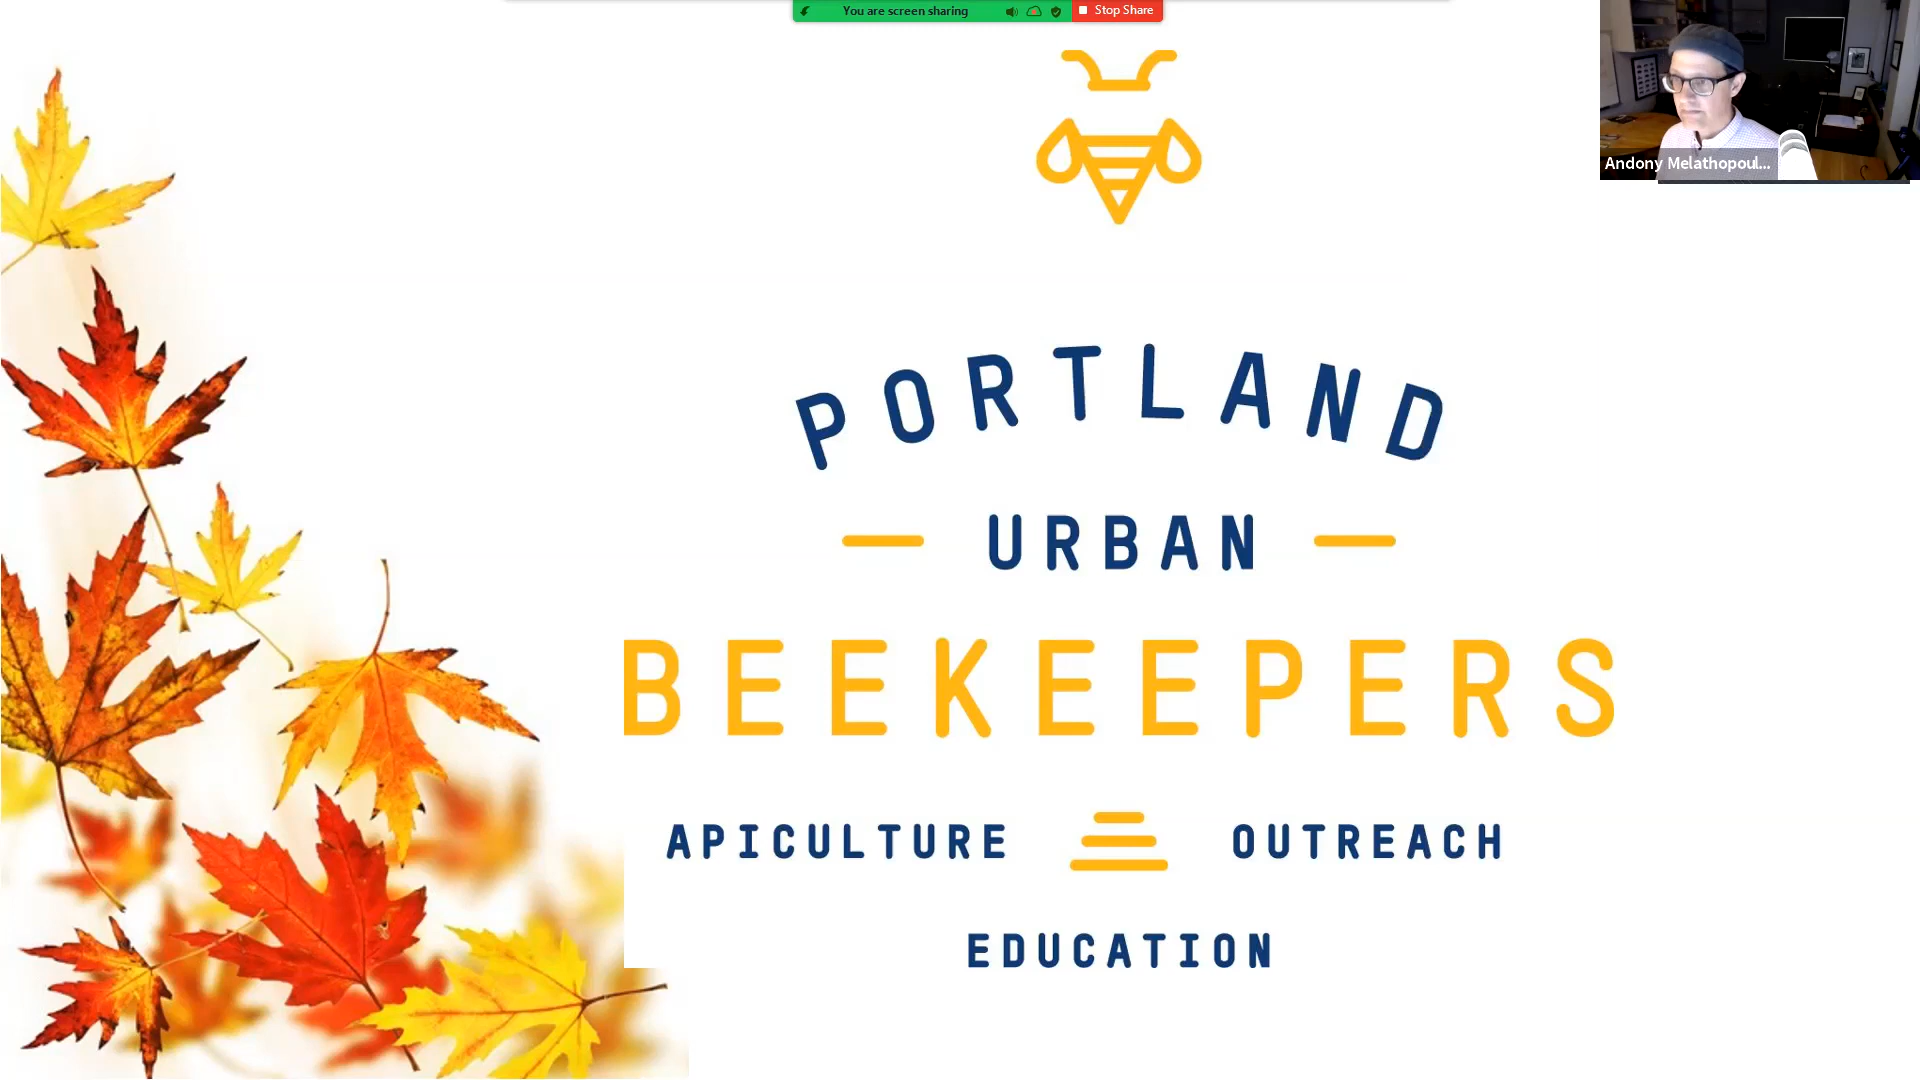 You are screen sharing
Stop Share
Andony Melathopoul...
PORTLAND
URBAN
BEEKEEPERS
APICULTURE OUTREACH
EDUCATION